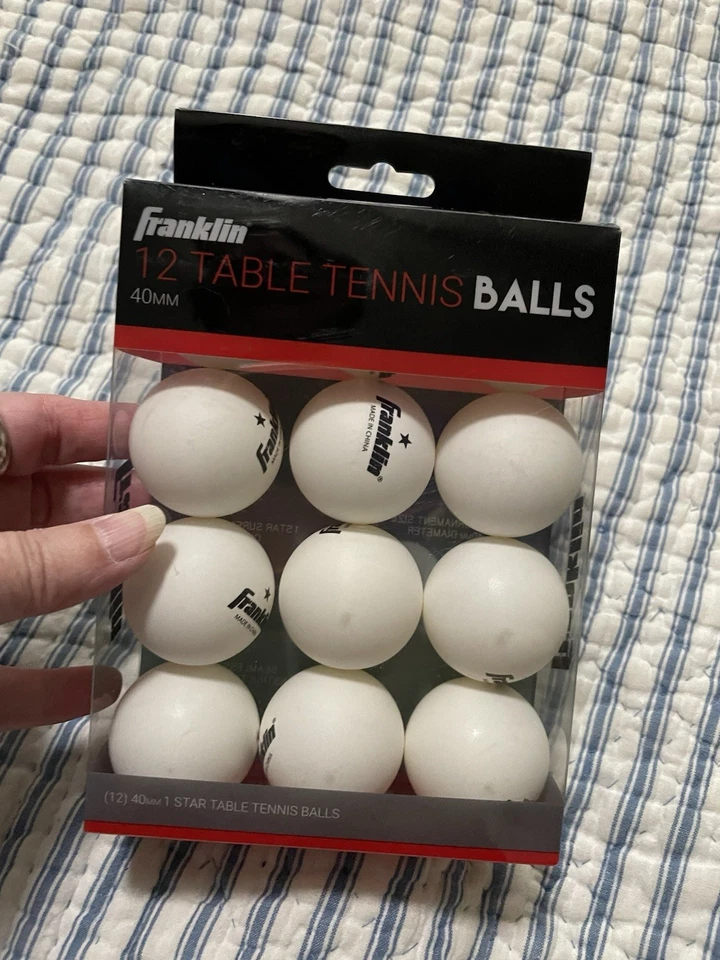 Franklin
12 TABLE TENNIS BALLS
40MM
Franklin
Franklin®
MADE IN CHINA
Franklin
MADE IN
(12) 40MM 1 STAR TABLE TENNIS BALLS